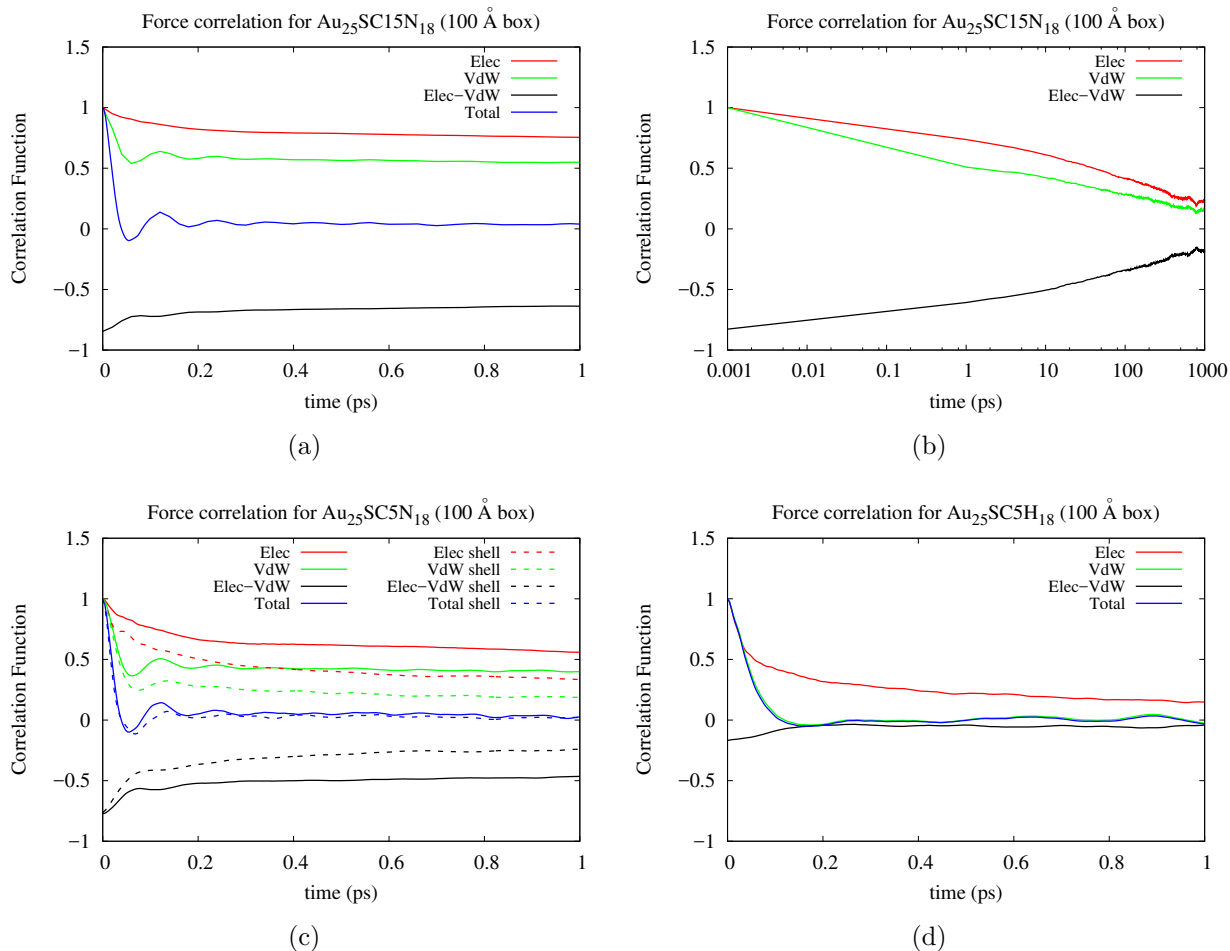 Force correlation for Au25SC15N18 (100 Å box)
Elec
VdW
Elec−VdW
Total
1.5
1
0.5
0
−0.5
−1
Correlation Function
0 0.2 0.4 0.6 0.8 1
time (ps)
(a)
Force correlation for Au25SC15N18 (100 Å box)
Elec
VdW
Elec−VdW
1.5
1
0.5
0
−0.5
−1
Correlation Function
0.001 0.01 0.1 1 10 100 1000
time (ps)
(b)
Force correlation for Au25SC5N18 (100 Å box)
Elec Elec shell
VdW VdW shell
Elec−VdW Elec−VdW shell
Total Total shell
1.5
1
0.5
0
−0.5
−1
Correlation Function
0 0.2 0.4 0.6 0.8 1
time (ps)
(c)
Force correlation for Au25SC5H18 (100 Å box)
Elec
VdW
Elec−VdW
Total
1.5
1
0.5
0
−0.5
−1
Correlation Function
0 0.2 0.4 0.6 0.8 1
time (ps)
(d)